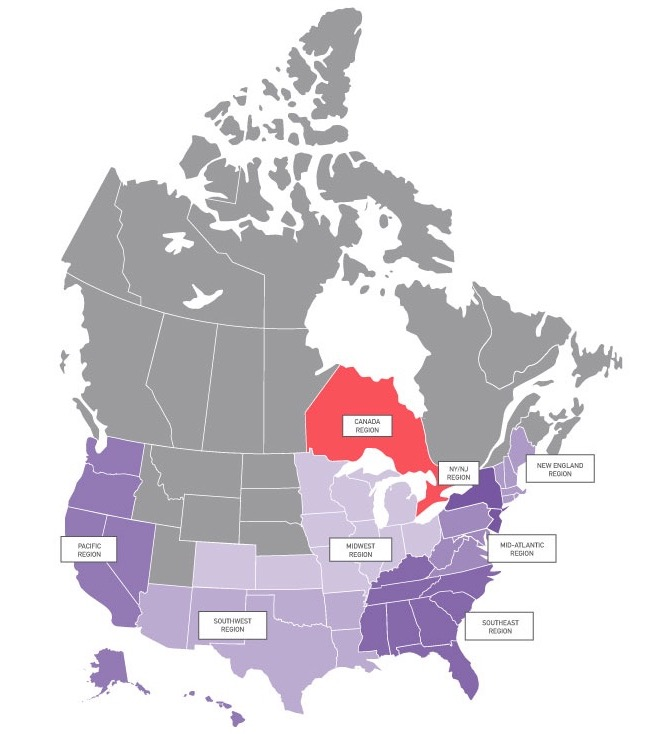 CANADA
REGION
NY/NJ
REGION
NEW ENGLAND
REGION
PACIFIC
REGION
MIDWEST
REGION
MID-ATLANTIC
REGION
SOUTHWEST
REGION
SOUTHEAST
REGION